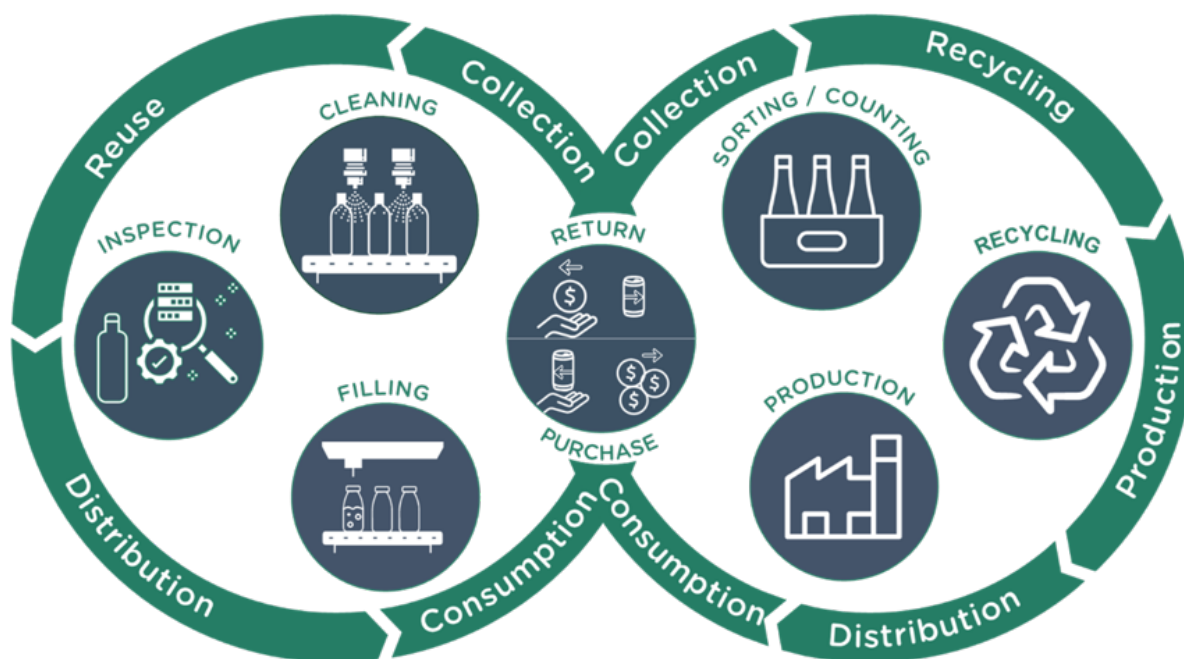 Reuse
Collection
Collection
Recycling
CLEANING
SORTING / COUNTING
INSPECTION
RETURN
RECYCLING
$
$
$
$
FILLING
PURCHASE
PRODUCTION
Production
Distribution
Consumption
Consumption
Distribution